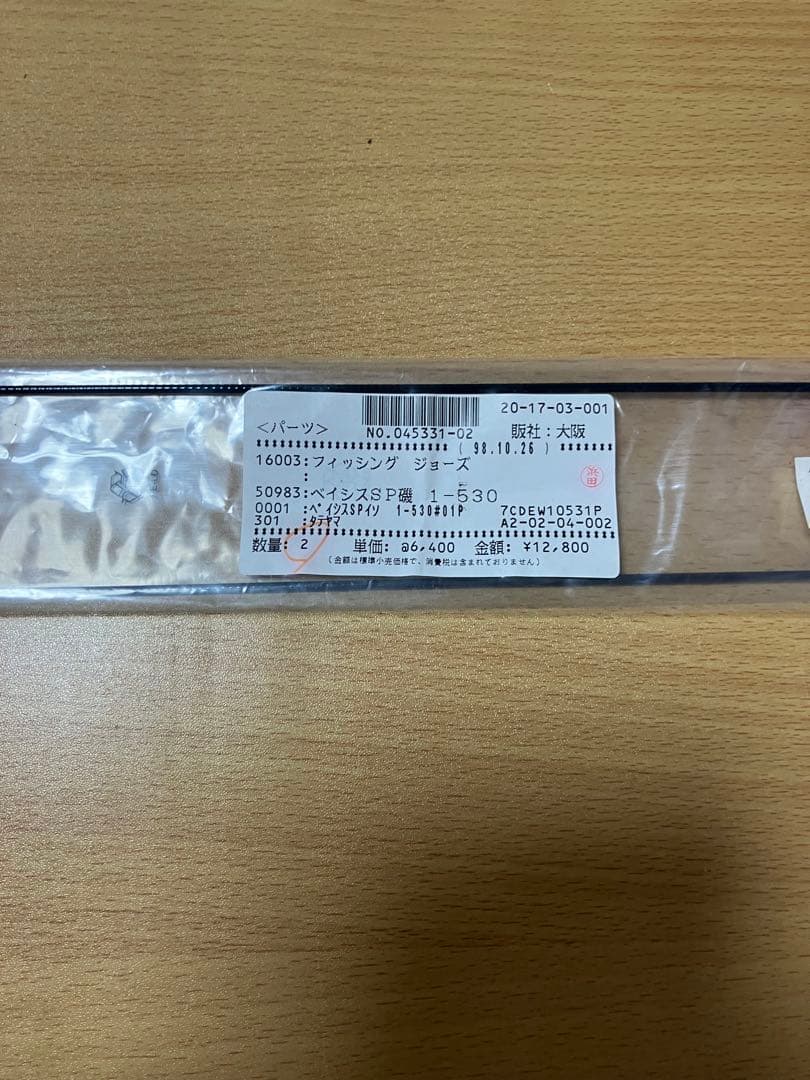 20-17-03-001
<パーツ> NO.045331-02 販社:大阪
*********************** ( 98.10.26 ) *******
16003:フィッシング ジョーズ
:
浜田
50983:ベイシスSP磯 1-530
0001 :ベイシスSPイソ 1-530#01P 7CDEW10531P
301 :タテヤマ A2-02-04-002
数量: 2 単価: @6,400 金額: ¥12,800
(金額は標準小売価格で、消費税は含まれておりません)